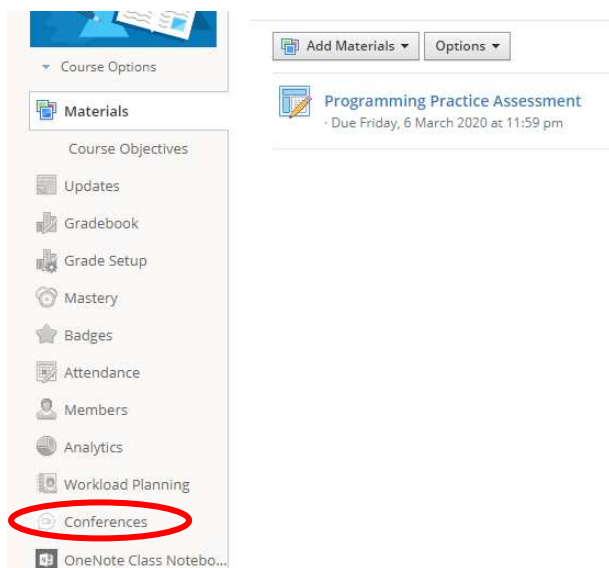 Course Options
Materials
Course Objectives
Updates
Gradebook
Grade Setup
Mastery
Badges
Attendance
Members
Analytics
Workload Planning
Conferences
OneNote Class Notebo...
Add Materials Options
Programming Practice Assessment
· Due Friday, 6 March 2020 at 11:59 pm